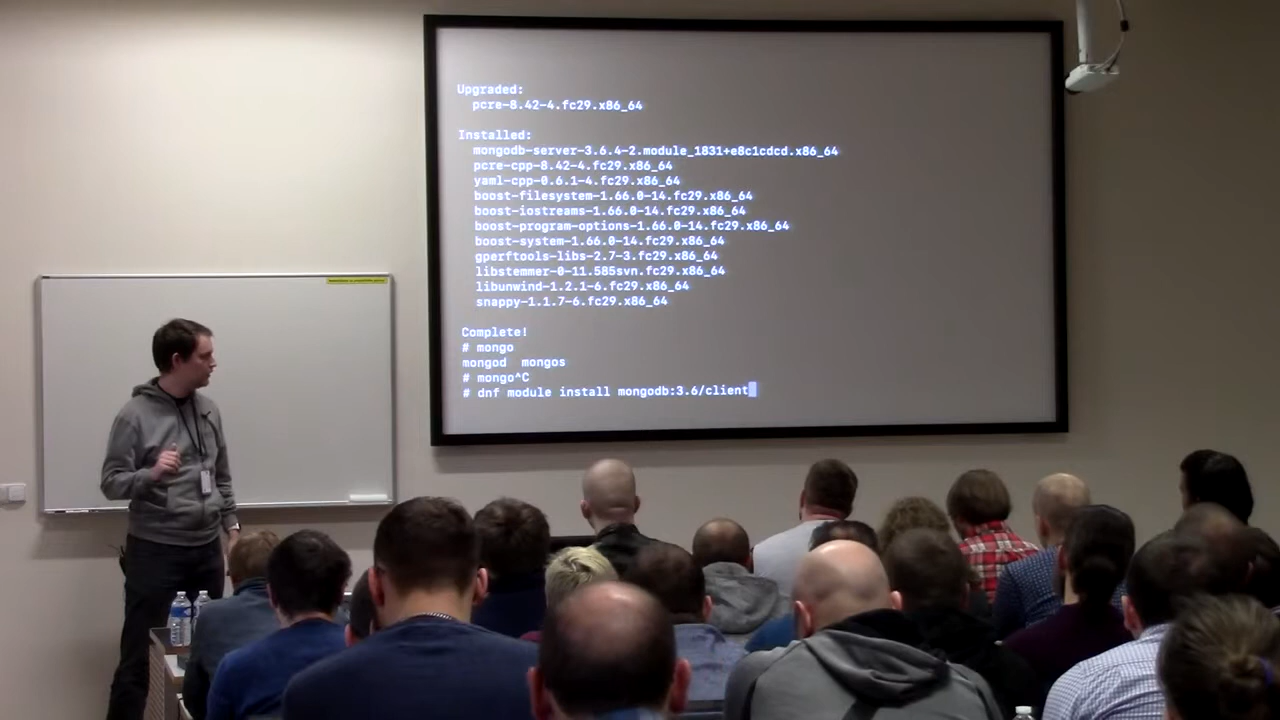 Upgraded:
pcre-8.42-4.fc29.x86_64
Installed:
mongodb-server-3.6.4-2.module_1831+e8c1cdcd.x86_64
pcre-cpp-8.42-4.fc29.x86_64
yaml-cpp-0.6.1-4.fc29.x86_64
boost-filesystem-1.66.0-14.fc29.x86_64
boost-iostreams-1.66.0-14.fc29.x86_64
boost-program-options-1.66.0-14.fc29.x86_64
boost-system-1.66.0-14.fc29.x86_64
gperftools-libs-2.7-3.fc29.x86_64
libstemmer-0-11.585svn.fc29.x86_64
libunwind-1.2.1-6.fc29.x86_64
snappy-1.1.7-6.fc29.x86_64
Complete!
# mongo
mongod mongos
# mongo^C
# dnf module install mongodb:3.6/client